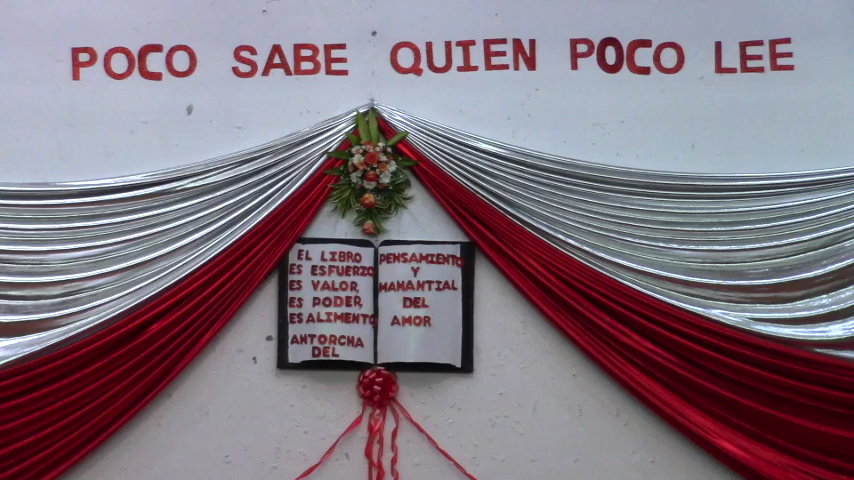 POCO SABE QUIEN POCO LEE
EL LIBRO
ES ESFUERZO
ES VALOR,
ES PODER,
ES ALIMENTO
ANTORCHA
DEL
PENSAMIENTO
Y
MANANTIAL
DEL
AMOR